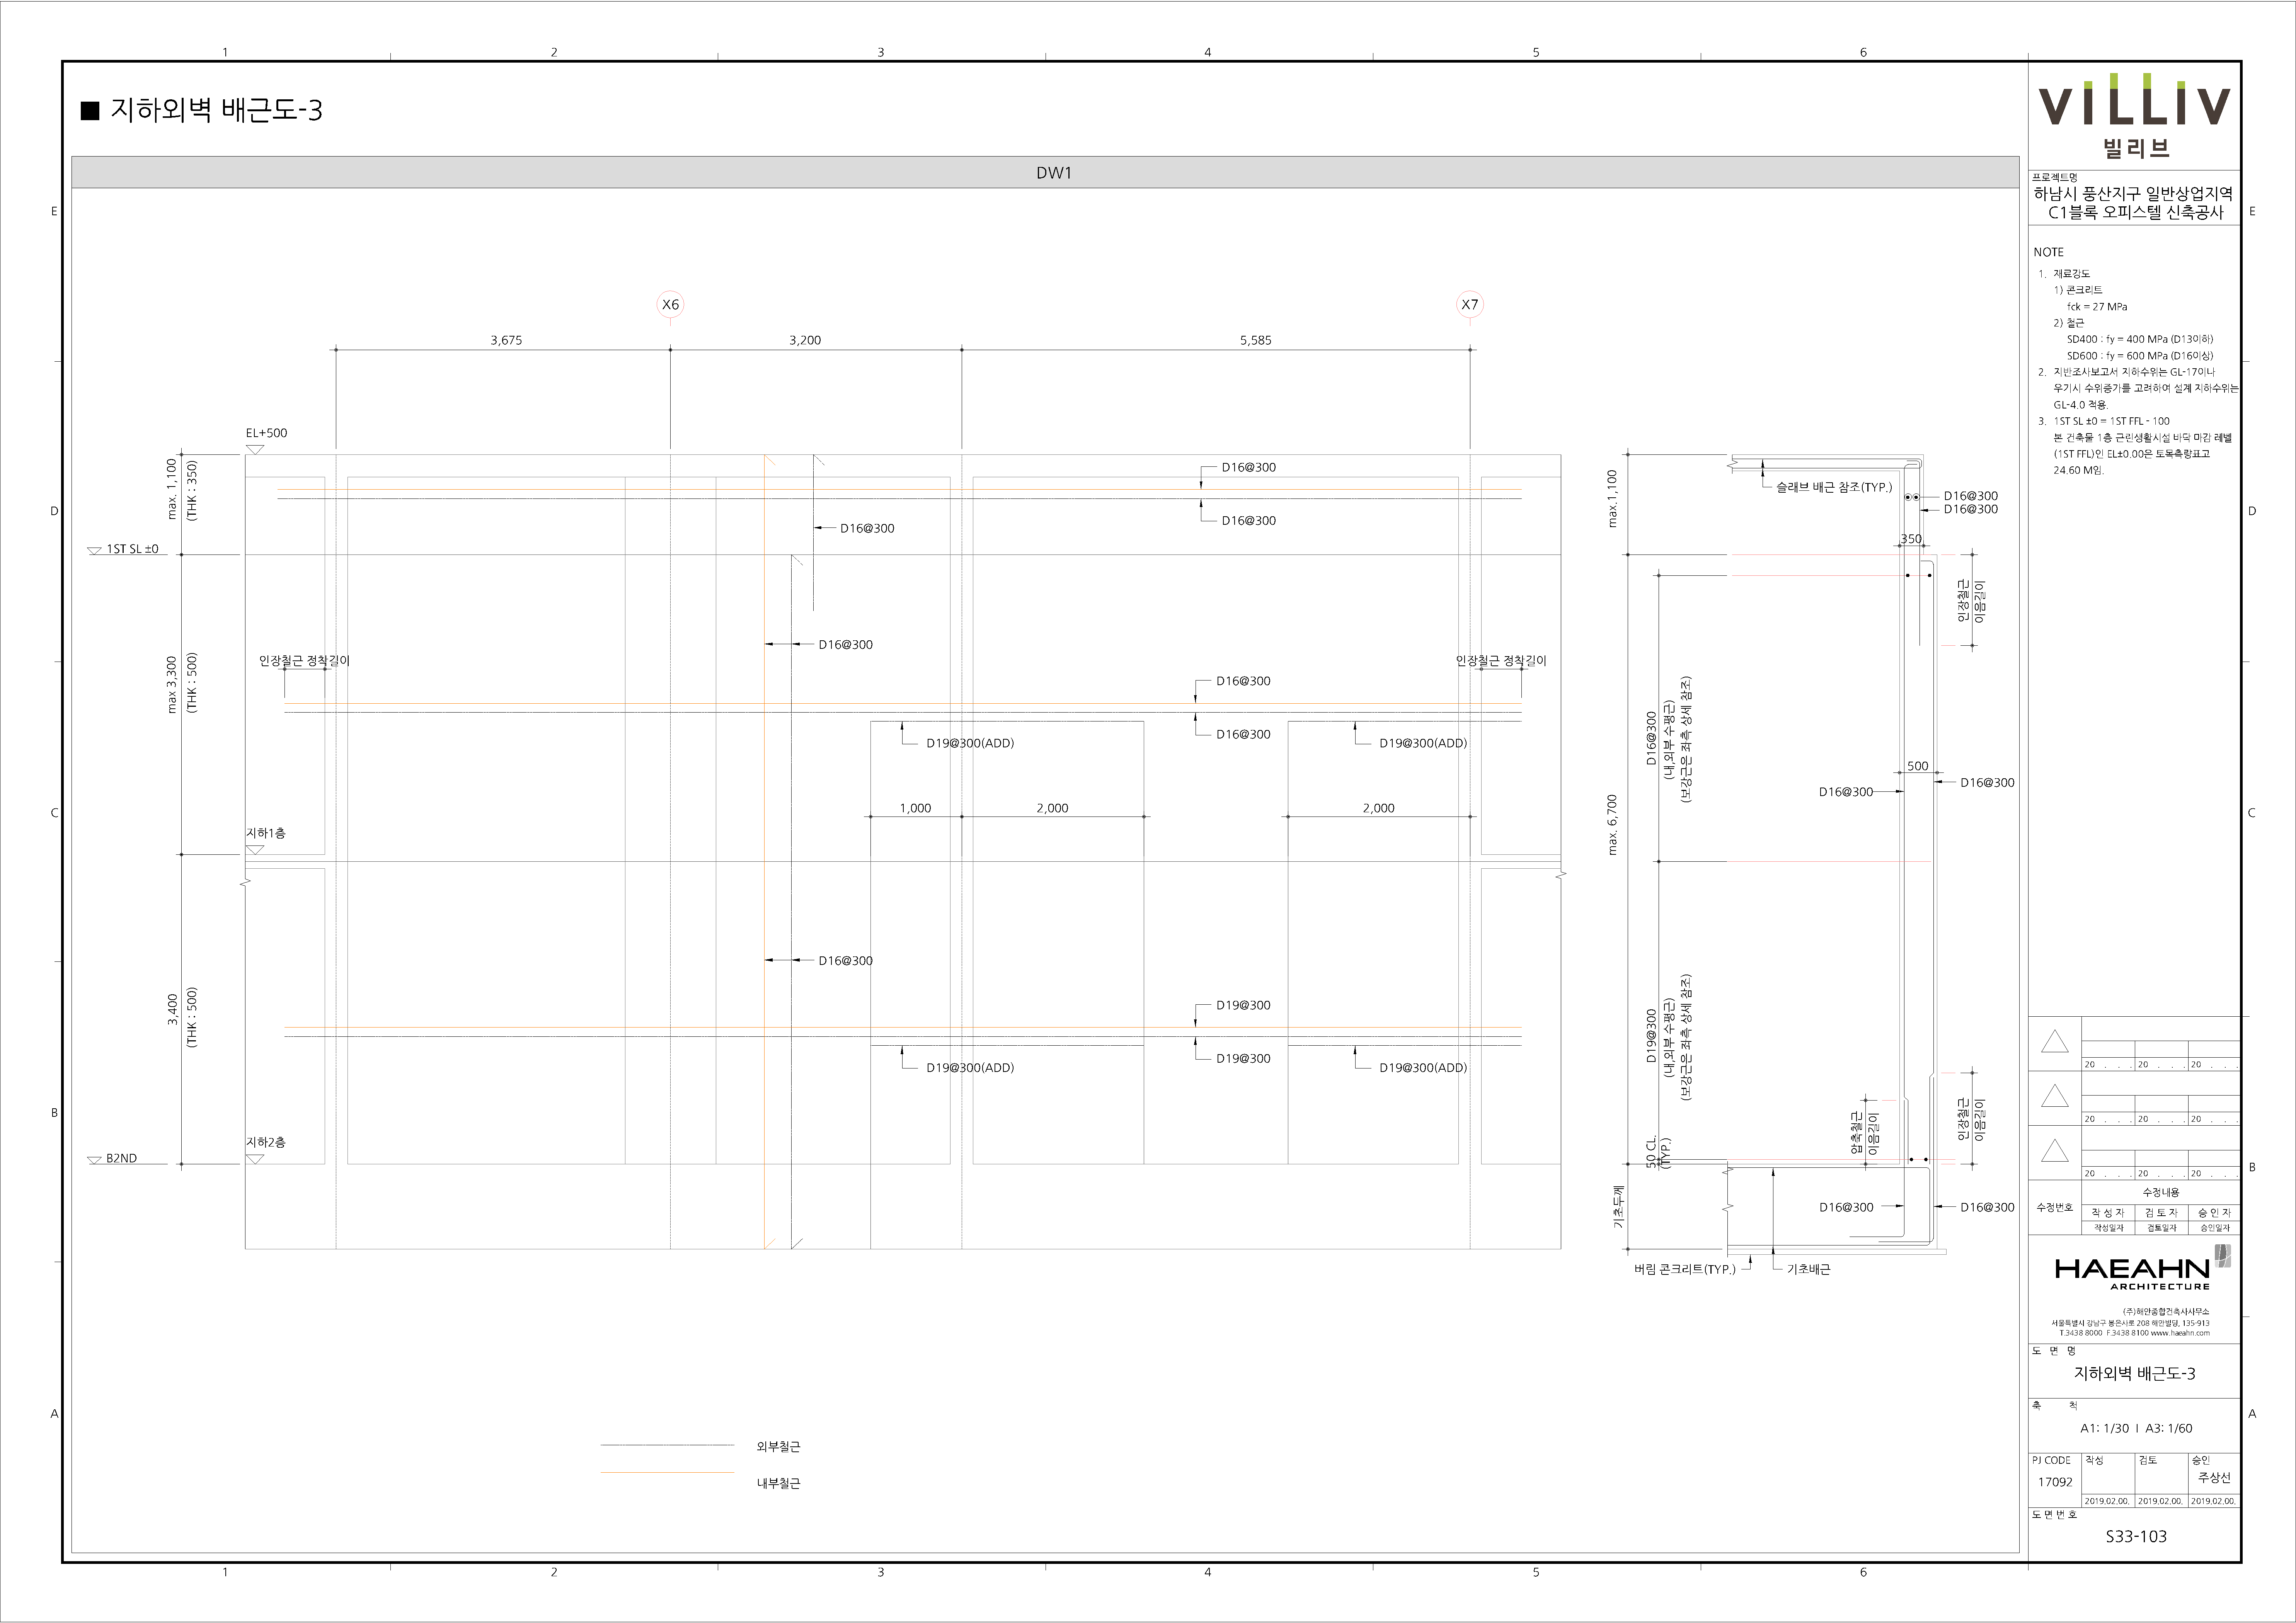 1 2 3 4 5 6
■ 지하외벽 배근도-3
DW1
E
D
C
B
A
X6
X7
3,675
3,200
5,585
EL+500
max. 1,100
(THK : 350)
1ST SL ±0
max 3,300
(THK : 500)
지하1층
3,400
(THK : 500)
지하2층
B2ND
D16@300
D16@300
D16@300
D16@300
인장철근 정착길이
인장철근 정착길이
D16@300
D16@300
D19@300(ADD)
D19@300(ADD)
1,000
2,000
2,000
D16@300
D19@300
D19@300
D19@300(ADD)
D19@300(ADD)
외부철근
내부철근
max.1,100
슬래브 배근 참조(TYP.)
D16@300
D16@300
350
인장철근
이음길이
D16@300
(내,외부 수평근)
(보강근은 좌측 상세 참조)
500
D16@300
D16@300
max. 6,700
D19@300
(내,외부 수평근)
(보강근은 좌측 상세 참조)
50 CL.
(TYP.)
압축철근
이음길이
인장철근
이음길이
기초두께
D16@300
D16@300
버림 콘크리트(TYP.)
기초배근
VILLIV
빌리브
프로젝트명
하남시 풍산지구 일반상업지역
C1블록 오피스텔 신축공사
NOTE
1. 재료강도
1) 콘크리트
fck = 27 MPa
2) 철근
SD400 : fy = 400 MPa (D13이하)
SD600 : fy = 600 MPa (D16이상)
2. 지반조사보고서 지하수위는 GL-17이나
우기시 수위증가를 고려하여 설계 지하수위는
GL-4.0 적용.
3. 1ST SL ±0 = 1ST FFL - 100
본 건축물 1층 근린생활시설 바닥 마감 레벨
(1ST FFL)인 EL±0.00은 토목측량표고
24.60 M임.
20 . . . 20 . . . 20 . . .
20 . . . 20 . . . 20 . . .
20 . . . 20 . . . 20 . . .
수정번호
수정내용
작 성 자 검 토 자 승 인 자
작성일자 검토일자 승인일자
HAEAHN
ARCHITECTURE
(주)해안종합건축사사무소
서울특별시 강남구 봉은사로 208 해안빌딩, 135-913
T.3438 8000 F.3438 8100 www.haeahn.com
도 면 명
지하외벽 배근도-3
축 척
A1: 1/30 I A3: 1/60
PJ CODE 작성 검토 승인
17092
주상선
2019.02.00. 2019.02.00. 2019.02.00.
도 면 번 호
S33-103
E
D
C
B
A
1 2 3 4 5 6